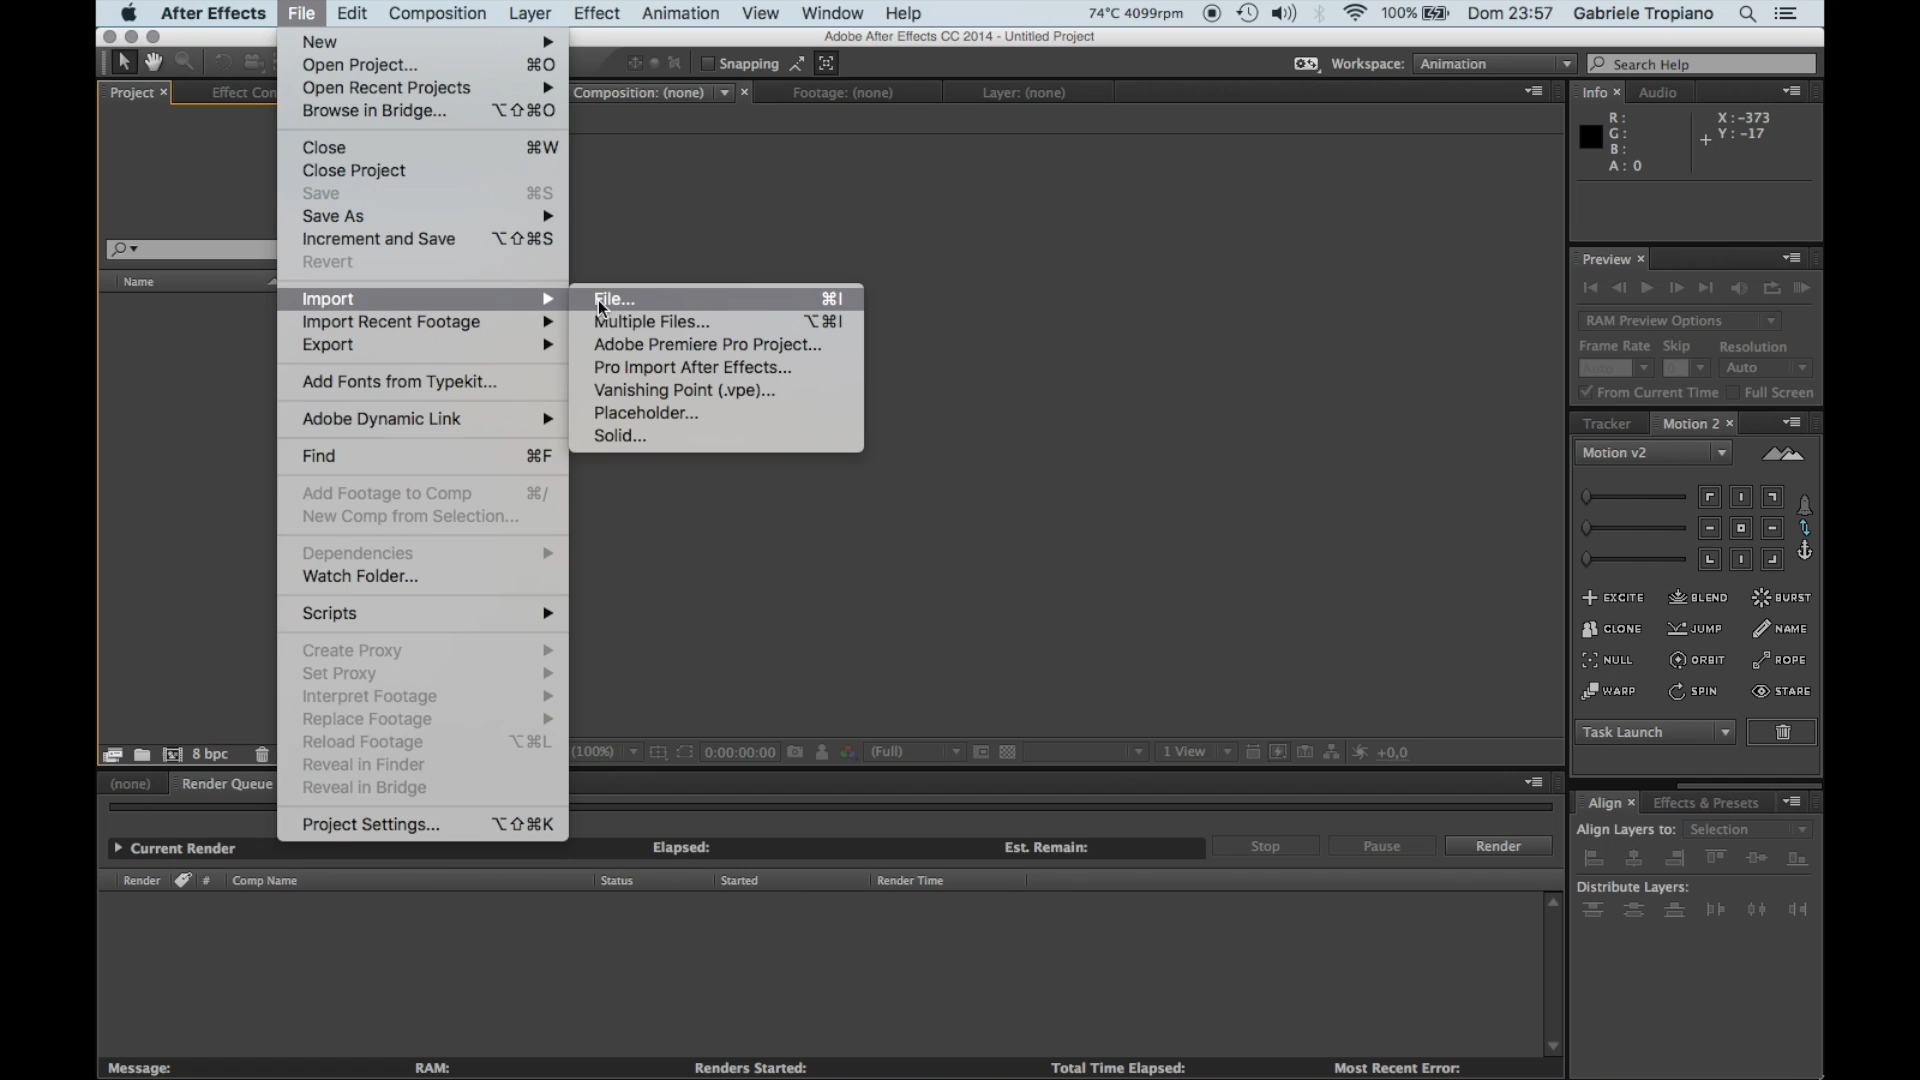 After Effects File Edit Composition Layer Effect Animation View Window Help 74°C 4099rpm 100% Dom 23:57 Gabriele Tropiano
Adobe After Effects CC 2014 - Untitled Project
Snapping Workspace: Animation Search Help
Project × Effect Con
Composition: (none) × Footage: (none) Layer: (none)
Name
New
Open Project... ⌘O
Open Recent Projects
Browse in Bridge... ⌥⇧⌘O
Close ⌘W
Close Project
Save ⌘S
Save As
Increment and Save ⌥⇧⌘S
Revert
Import
Import Recent Footage
Export
Add Fonts from Typekit...
Adobe Dynamic Link
Find ⌘F
Add Footage to Comp ⌘/
New Comp from Selection...
Dependencies
Watch Folder...
Scripts
Create Proxy
Set Proxy
Interpret Footage
Replace Footage
Reload Footage ⌥⌘L
Reveal in Finder
Reveal in Bridge
Project Settings... ⌥⇧⌘K
File... ⌘I
Multiple Files... ⌥⌘I
Adobe Premiere Pro Project...
Pro Import After Effects...
Vanishing Point (.vpe)...
Placeholder...
Solid...
Info × Audio
R: X:-373
G: Y: -17
B:
A: 0
Preview ×
RAM Preview Options
Frame Rate Skip Resolution
Auto 0 Auto
From Current Time Full Screen
Tracker Motion 2 ×
Motion v2
EXCITE BLEND BURST
CLONE JUMP NAME
NULL ORBIT ROPE
WARP SPIN STARE
Task Launch
8 bpc
(100%) 0:00:00:00 (Full) 1 View +0,0
(none) Render Queue
Current Render Elapsed: Est. Remain: Stop Pause Render
Render # Comp Name Status Started Render Time
Message: RAM: Renders Started: Total Time Elapsed: Most Recent Error:
Align × Effects & Presets
Align Layers to: Selection
Distribute Layers: